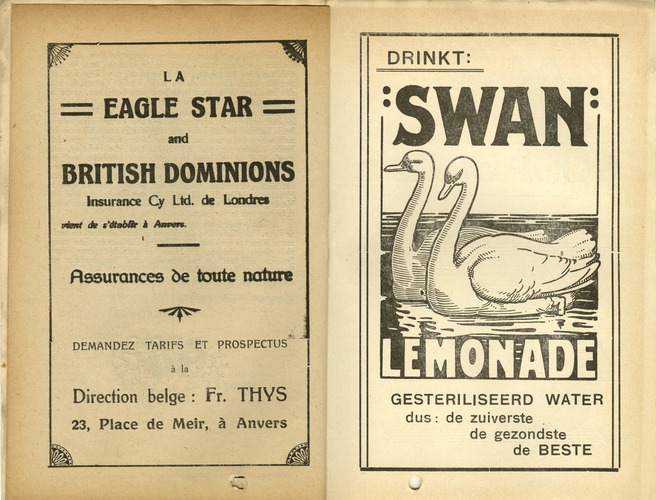 LA
EAGLE STAR
and
BRITISH DOMINIONS
Insurance Cy Ltd. de Londres
vient de s'établir à Anvers.
Assurances de toute nature
DEMANDEZ TARIFS ET PROSPECTUS
à la
Direction belge : Fr. THYS
23, Place de Meir, à Anvers
DRINKT:
:SWAN:
LEMONADE
GESTERILISEERD WATER
dus : de zuiverste
de gezondste
de BESTE